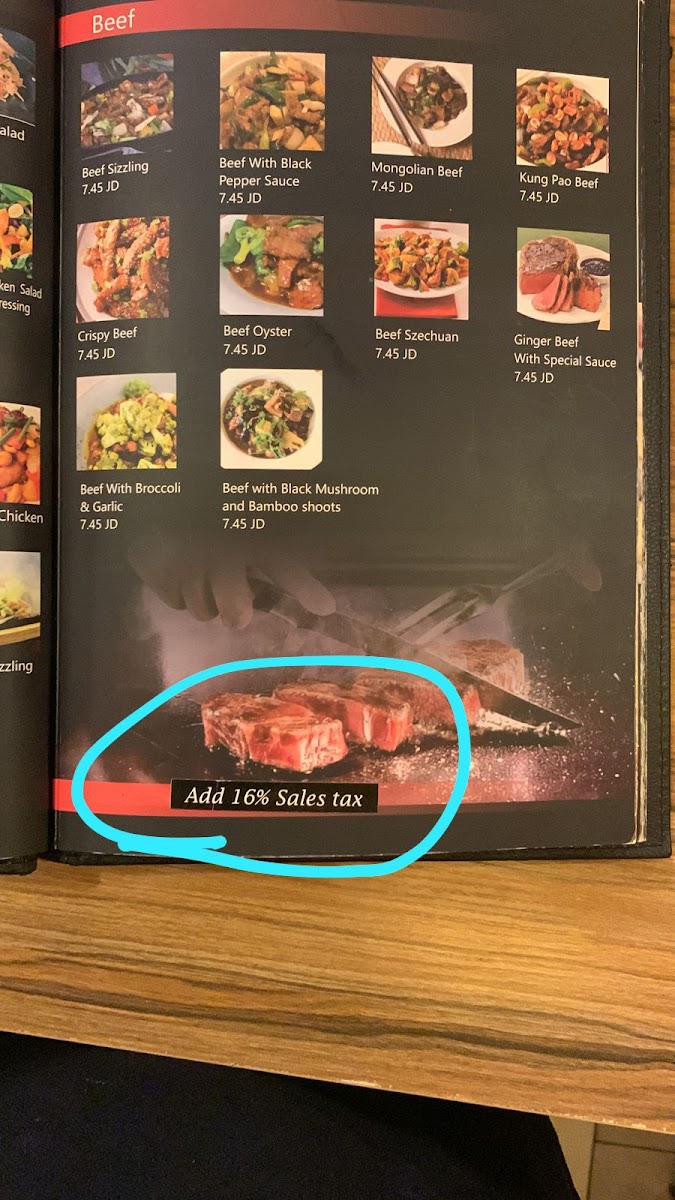 Beef
Beef Sizzling
7.45 JD
Beef With Black
Pepper Sauce
7.45 JD
Mongolian Beef
7.45 JD
Kung Pao Beef
7.45 JD
Crispy Beef
7.45 JD
Beef Oyster
7.45 JD
Beef Szechuan
7.45 JD
Ginger Beef
With Special Sauce
7.45 JD
Beef With Broccoli
& Garlic
7.45 JD
Beef with Black Mushroom
and Bamboo shoots
7.45 JD
Add 16% Sales tax
alad
ken Salad
ressing
Chicken
zzling